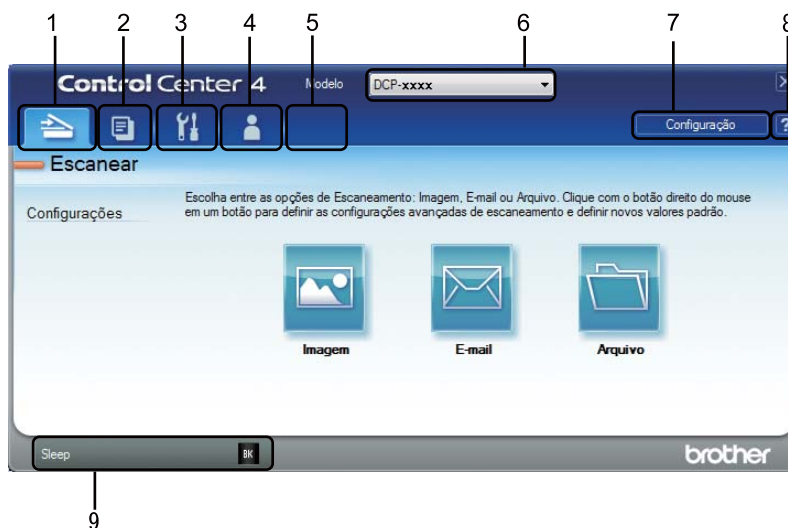 1 2 3 4 5 6 7 8
Control Center 4 Modelo DCP-xxxx
Configuração ?
Escanear
Configurações
Escolha entre as opções de Escaneamento: Imagem, E-mail ou Arquivo. Clique com o botão direito do mouse
em um botão para definir as configurações avançadas de escaneamento e definir novos valores padrão.
Imagem E-mail Arquivo
Sleep BK brother
9